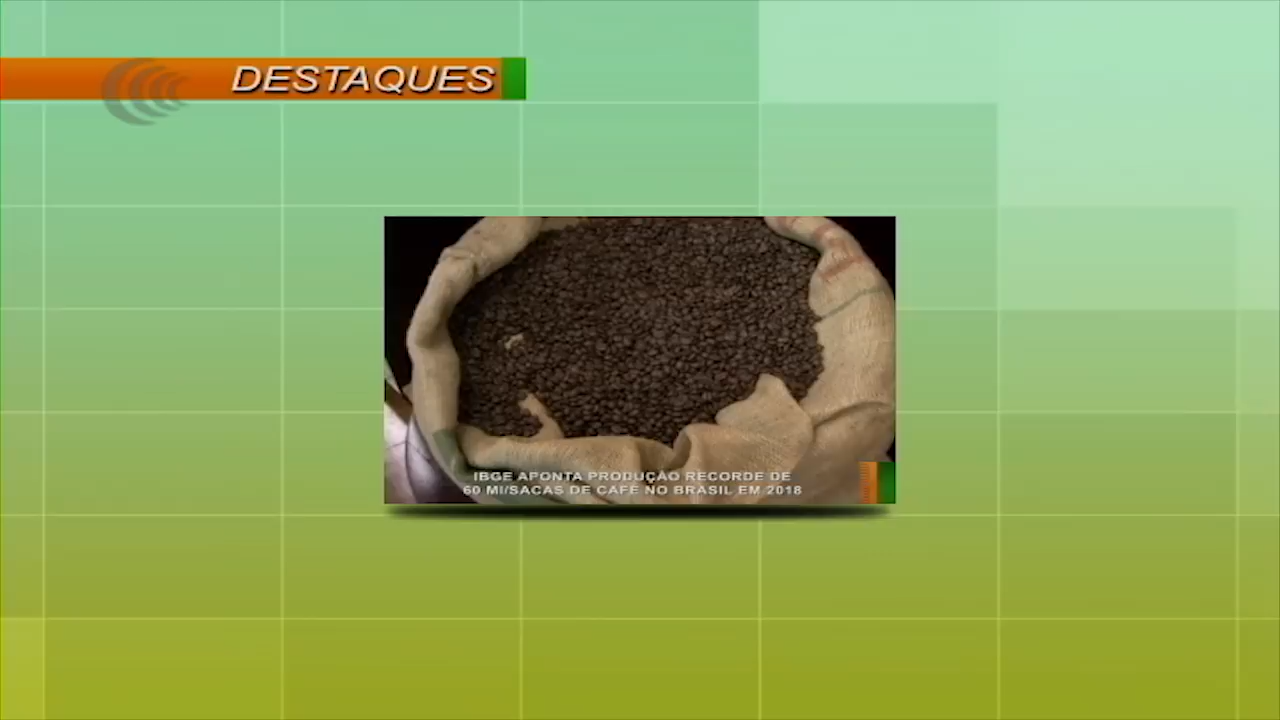 DESTAQUES
IBGE APONTA PRODUÇÃO RECORDE DE
60 MI/SACAS DE CAFÉ NO BRASIL EM 2018